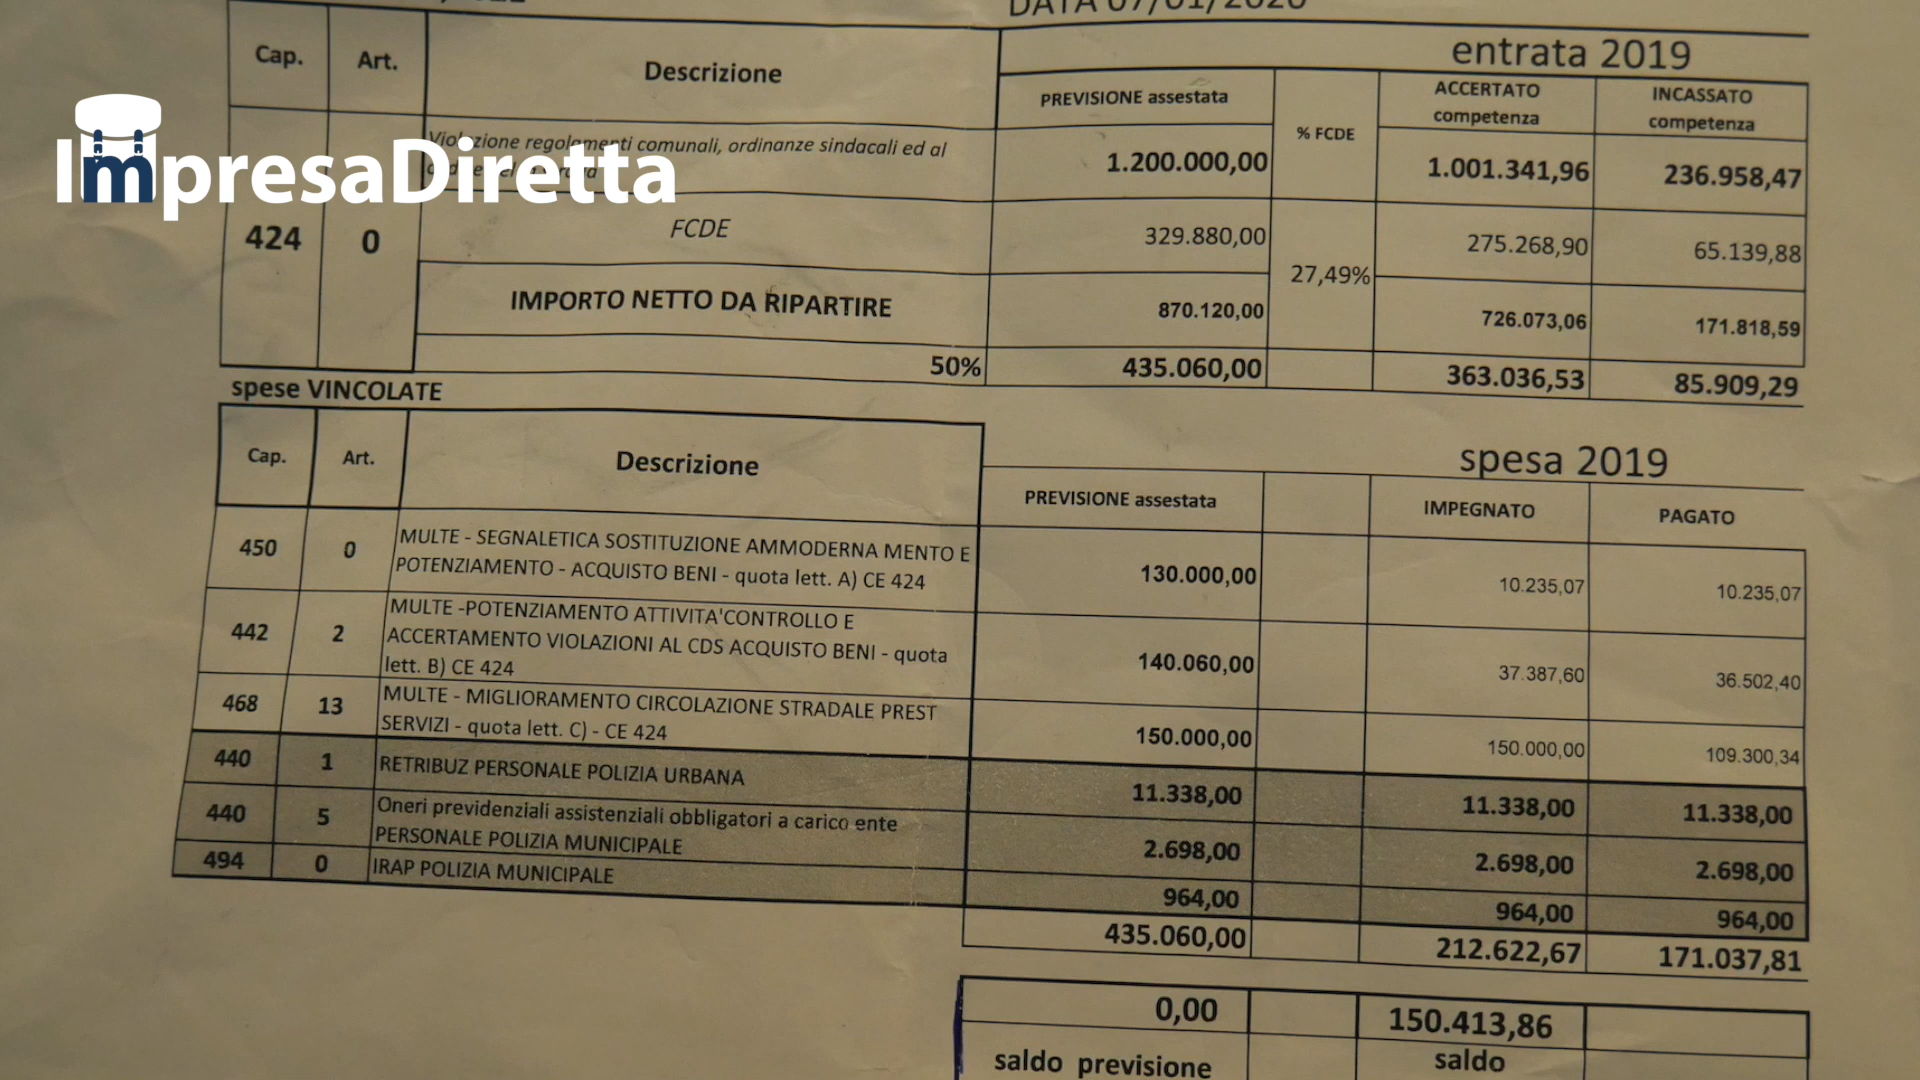 DATA 07/01/2020
entrata 2019
Cap. Art. Descrizione PREVISIONE assestata % FCDE ACCERTATO competenza INCASSATO competenza
ImpresaDiretta
Violazione regolamenti comunali, ordinanze sindacali ed al
1.200.000,00 1.001.341,96 236.958,47
424 0 FCDE 329.880,00 27,49% 275.268,90 65.139,88
IMPORTO NETTO DA RIPARTIRE 870.120,00 726.073,06 171.818,59
50% 435.060,00 363.036,53 85.909,29
spese VINCOLATE
spesa 2019
Cap. Art. Descrizione PREVISIONE assestata IMPEGNATO PAGATO
450 0 MULTE - SEGNALETICA SOSTITUZIONE AMMODERNA MENTO E
POTENZIAMENTO - ACQUISTO BENI - quota lett. A) CE 424 130.000,00 10.235,07 10.235,07
442 2 MULTE -POTENZIAMENTO ATTIVITA'CONTROLLO E
ACCERTAMENTO VIOLAZIONI AL CDS ACQUISTO BENI - quota
lett. B) CE 424 140.060,00 37.387,60 36.502,40
468 13 MULTE - MIGLIORAMENTO CIRCOLAZIONE STRADALE PREST
SERVIZI - quota lett. C) - CE 424 150.000,00 150.000,00 109.300,34
440 1 RETRIBUZ PERSONALE POLIZIA URBANA 11.338,00 11.338,00 11.338,00
440 5 Oneri previdenziali assistenziali obbligatori a carico ente
PERSONALE POLIZIA MUNICIPALE 2.698,00 2.698,00 2.698,00
494 0 IRAP POLIZIA MUNICIPALE 964,00 964,00 964,00
435.060,00 212.622,67 171.037,81
0,00 150.413,86
saldo previsione saldo